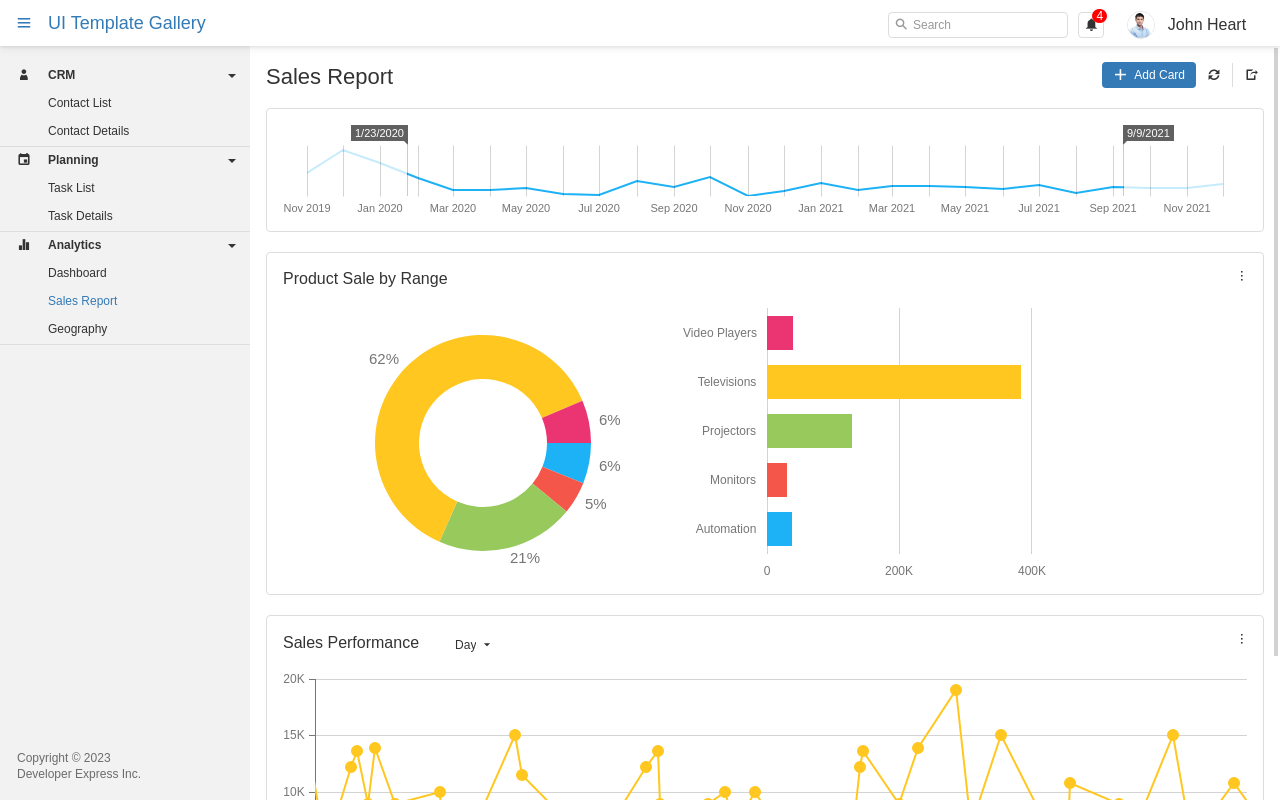 UI Template Gallery
Search
4
John Heart
CRM
Contact List
Contact Details
Planning
Task List
Task Details
Analytics
Dashboard
Sales Report
Geography
Copyright © 2023
Developer Express Inc.
Sales Report
Add Card
1/23/2020 9/9/2021
Nov 2019 Jan 2020 Mar 2020 May 2020 Jul 2020 Sep 2020 Nov 2020 Jan 2021 Mar 2021 May 2021 Jul 2021 Sep 2021 Nov 2021
Product Sale by Range
62%
6%
6%
5%
21%
Video Players
Televisions
Projectors
Monitors
Automation
0 200K 400K
Sales Performance Day
20K
15K
10K